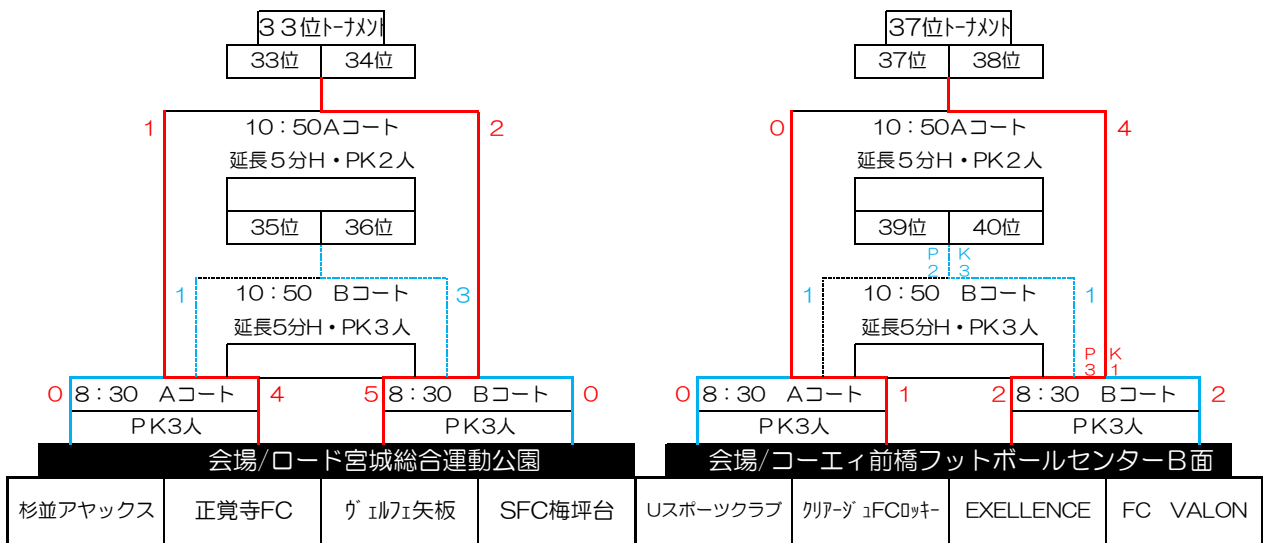 ３３位ﾄｰﾅﾒﾝﾄ
33位 34位
1 10：50Aコート 2
延長５分H・PK２人
35位 36位
1 10：50 Bコート 3
延長5分H・PK３人
0 8：30 Aコート 4 5 8：30 Bコート 0
PK3人 PK3人
会場/ロード宮城総合運動公園
杉並アヤックス 正覚寺FC ヴェルフェ矢板 SFC梅坪台
37位ﾄｰﾅﾒﾝﾄ
37位 38位
0 10：50Aコート 4
延長５分H・PK２人
39位 40位
P K
2 3
1 10：50 Bコート 1
延長5分H・PK３人
P K
3 1
0 8：30 Aコート 1 2 8：30 Bコート 2
PK3人 PK3人
会場/コーエィ前橋フットボールセンターB面
Uスポーツクラブ ｸﾘｱｰｼﾞｭFCﾛｯｷｰ EXELLENCE FC VALON